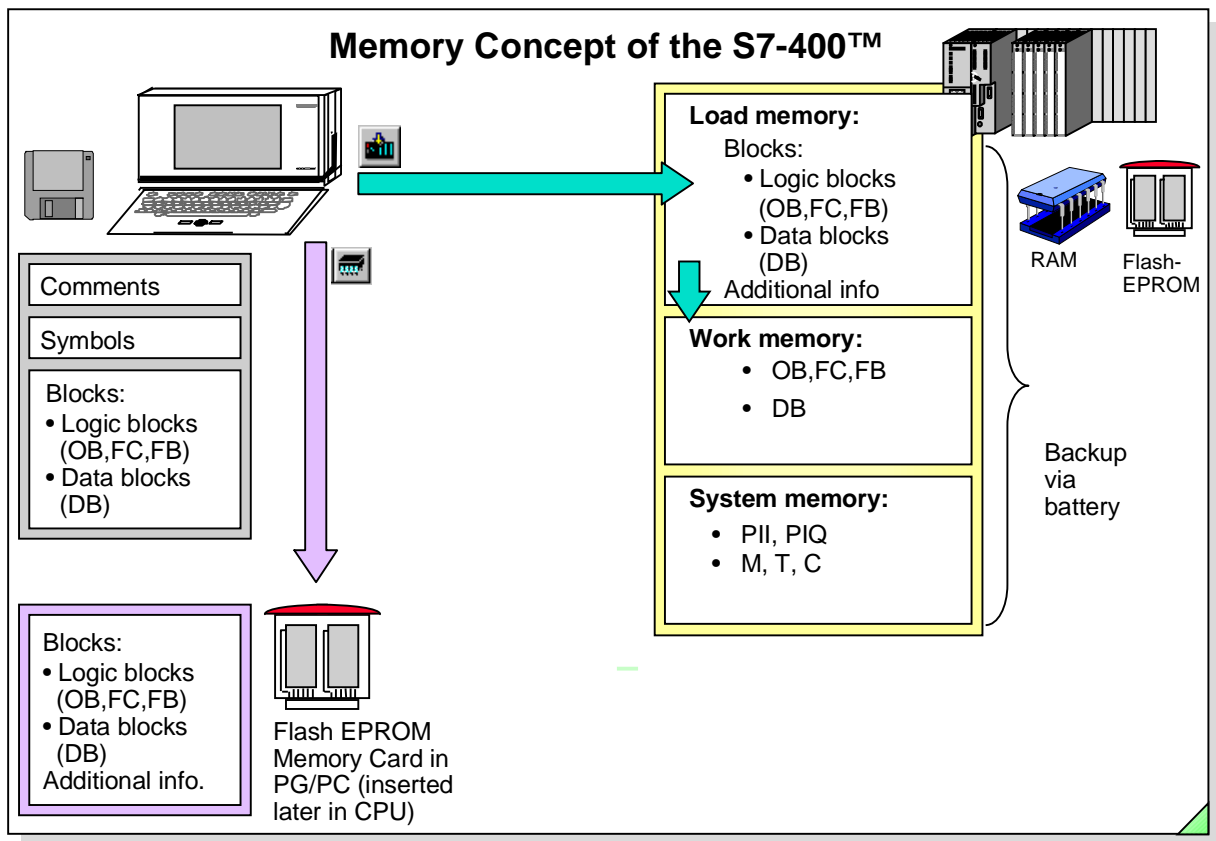 Memory Concept of the S7-400™
Load memory:
Blocks:
• Logic blocks
(OB,FC,FB)
• Data blocks
(DB)
Additional info
RAM
Flash-
EPROM
Comments
Symbols
Blocks:
• Logic blocks
(OB,FC,FB)
• Data blocks
(DB)
Work memory:
• OB,FC,FB
• DB
System memory:
• PII, PIQ
• M, T, C
Backup
via
battery
Blocks:
• Logic blocks
(OB,FC,FB)
• Data blocks
(DB)
Additional info.
Flash EPROM
Memory Card in
PG/PC (inserted
later in CPU)